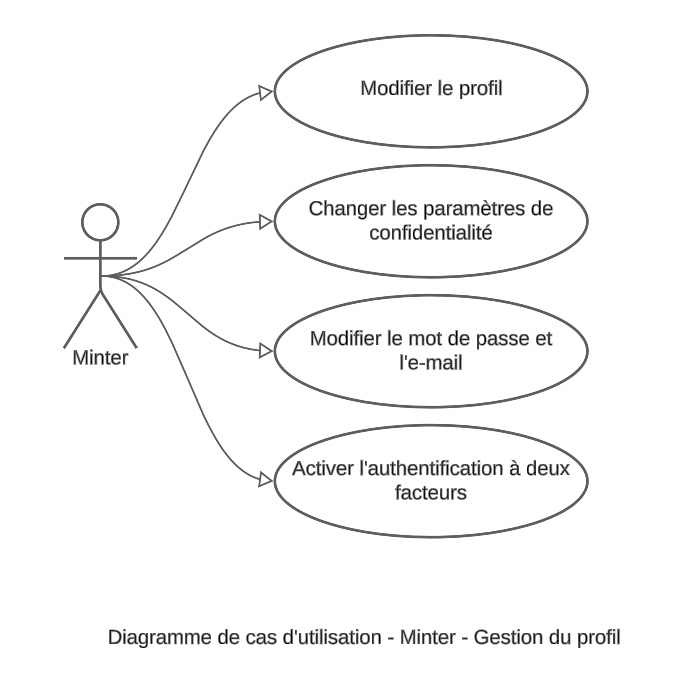 Modifier le profil
Changer les paramètres de
confidentialité
Modifier le mot de passe et
l'e-mail
Minter
Activer l'authentification à deux
facteurs
Diagramme de cas d'utilisation - Minter - Gestion du profil